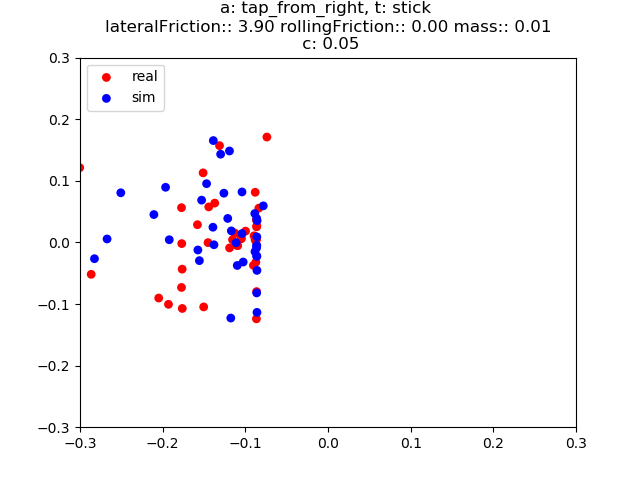 a: tap_from_right, t: stick
lateralFriction:: 3.90 rollingFriction:: 0.00 mass:: 0.01
c: 0.05
real
sim
0.3
0.2
0.1
0.0
−0.1
−0.2
−0.3
−0.3 −0.2 −0.1 0.0 0.1 0.2 0.3